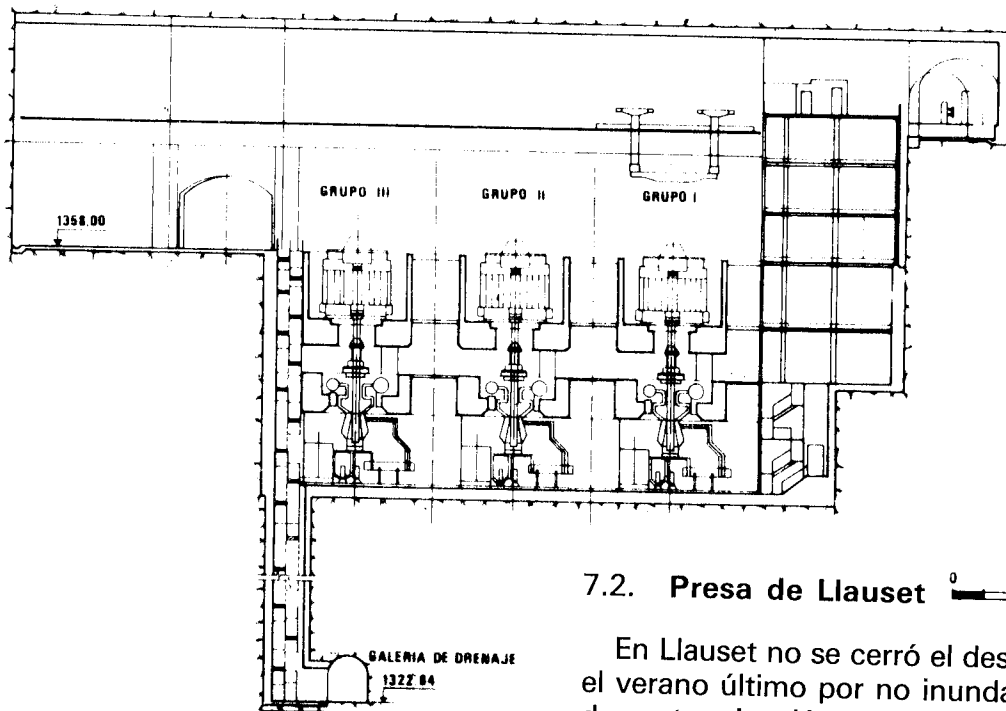 GRUPO III
GRUPO II
GRUPO I
1358.00
GALERIA DE DRENAJE
1322.84
7.2. Presa de Llauset
0
En Llauset no se cerró el des
el verano último por no inunda